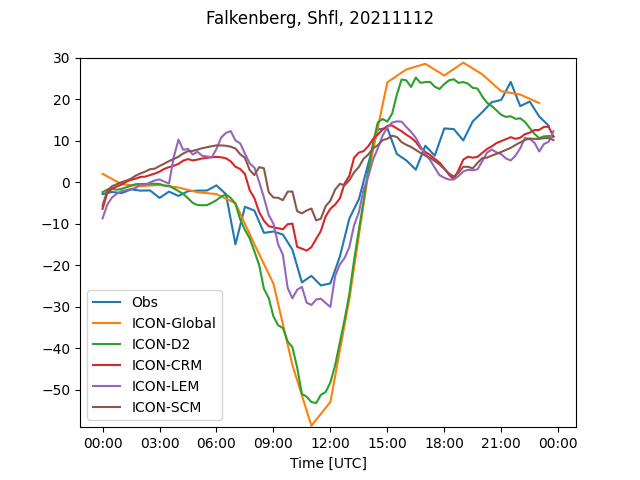 Falkenberg, Shfl, 20211112
30
20
10
0
−10
−20
−30
−40
−50
Obs
ICON-Global
ICON-D2
ICON-CRM
ICON-LEM
ICON-SCM
00:00 03:00 06:00 09:00 12:00 15:00 18:00 21:00 00:00
Time [UTC]